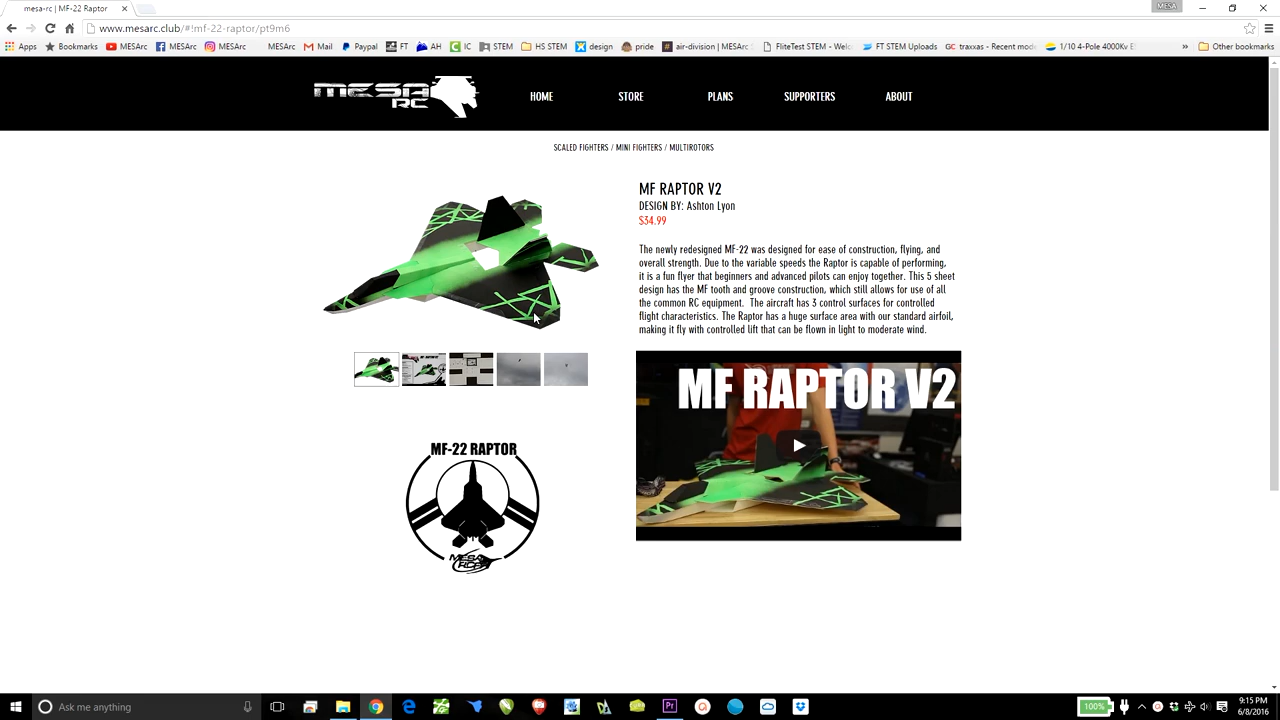 mesa-rc | MF-22 Raptor
MESA
www.mesarc.club/#!mf-22-raptor/pt9m6
Apps
Bookmarks
MESArc
MESArc
MESArc
MESArc
Mail
Paypal
FT
AH
IC
STEM
HS STEM
design
pride
air-division | MESArc
FliteTest STEM - Welc
FT STEM Uploads
traxxas - Recent mode
1/10 4-Pole 4000Kv
Other bookmarks
MESA
RC
HOME
STORE
PLANS
SUPPORTERS
ABOUT
SCALED FIGHTERS / MINI FIGHTERS / MULTIROTORS
MF RAPTOR V2
DESIGN BY: Ashton Lyon
$34.99
The newly redesigned MF-22 was designed for ease of construction, flying, and
overall strength. Due to the variable speeds the Raptor is capable of performing,
it is a fun flyer that beginners and advanced pilots can enjoy together. This 5 sheet
design has the MF tooth and groove construction, which still allows for use of all
the common RC equipment. The aircraft has 3 control surfaces for controlled
flight characteristics. The Raptor has a huge surface area with our standard airfoil,
making it fly with controlled lift that can be flown in light to moderate wind.
MF RAPTOR V2
MF-22 RAPTOR
MESA
RC
Ask me anything
100%
9:15 PM
6/8/2016